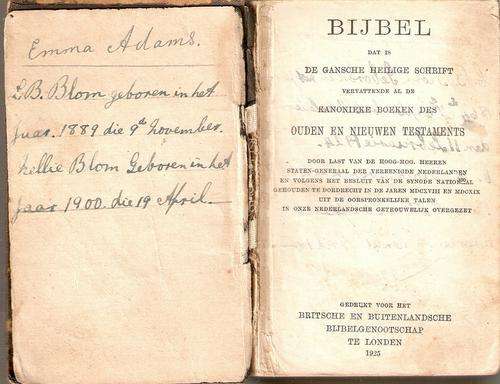 Emma Adams.
E.B. Blom geboren in het
Jaar. 1889 die 9de November.
Nellie Blom Geboren in het
jaar 1900. die 19 April.
BIJBEL
DAT IS
DE GANSCHE HEILIGE SCHRIFT
VERVATTENDE AL DE
KANONIEKE BOEKEN DES
OUDEN EN NIEUWEN TESTAMENTS
DOOR LAST VAN DE HOOG-MOG. HEEREN
STATEN-GENERAAL DER VEREENIGDE NEDERLANDEN
EN VOLGENS HET BESLUIT VAN DE SYNODE NATIONAAL
GEHOUDEN TE DORDRECHT IN DE JAREN MDCXVIII EN MDCXIX
UIT DE OORSPRONKELIJKE TALEN
IN ONZE NEDERLANDSCHE GETROUWELIJK OVERGEZET
GEDRUKT VOOR HET
BRITSCHE EN BUITENLANDSCHE
BIJBELGENOOTSCHAP
TE LONDEN
1925